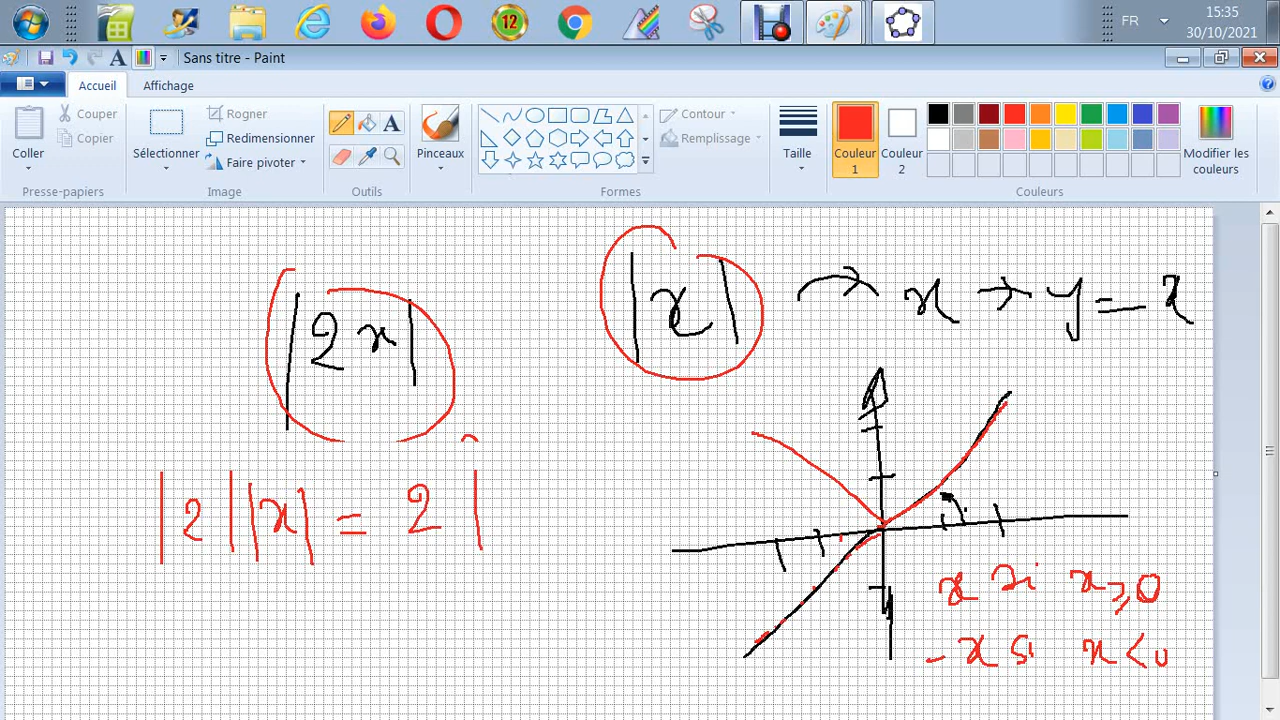 12
FR
15:35
30/10/2021
Sans titre - Paint
Accueil
Affichage
Coller
Couper
Copier
Presse-papiers
Sélectionner
Rogner
Redimensionner
Faire pivoter
Image
Outils
Pinceaux
Contour
Remplissage
Formes
Taille
Couleur 1
Couleur 2
Modifier les couleurs
Couleurs
|2x|
|x| → x → y = x
|2||x| = 2|
x si x ≥ 0
-x si x < 0